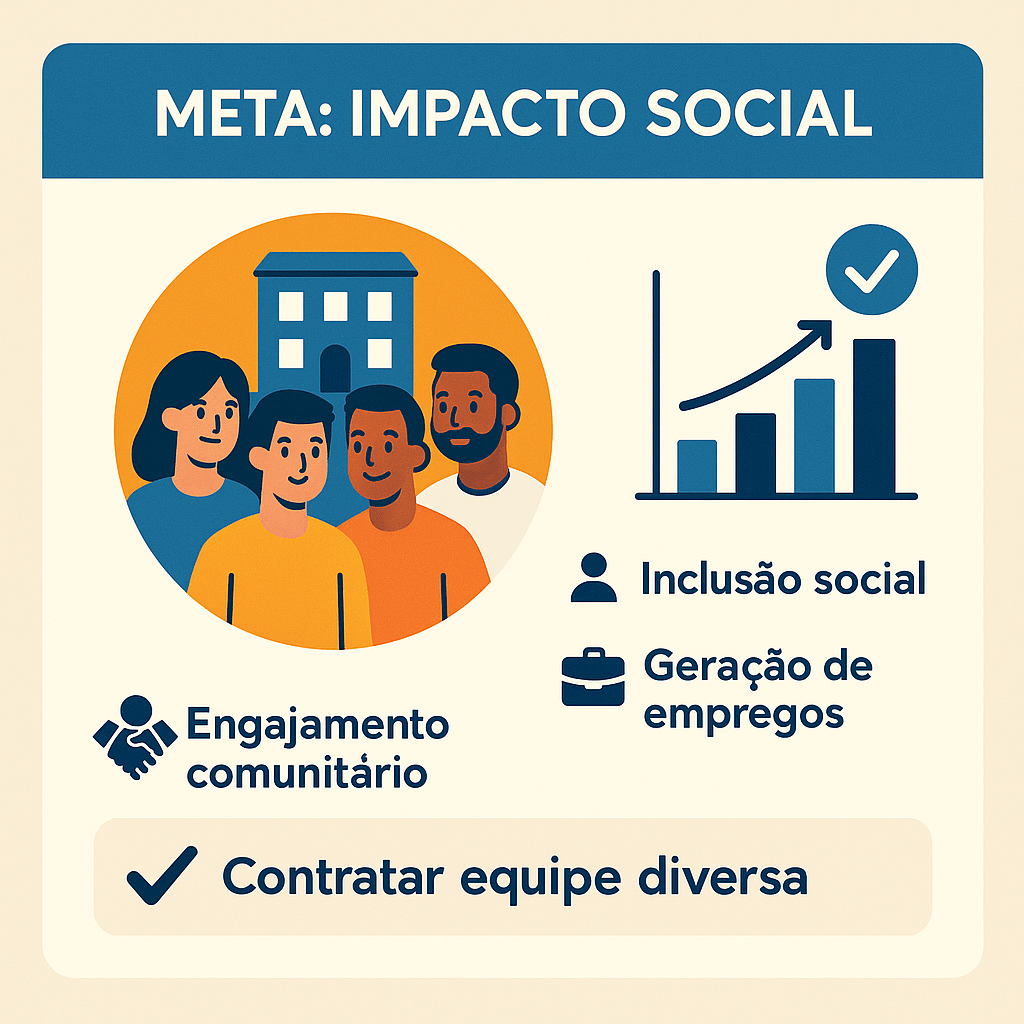 META: IMPACTO SOCIAL
Inclusão social
Geração de
empregos
Engajamento
comunitário
Contratar equipe diversa